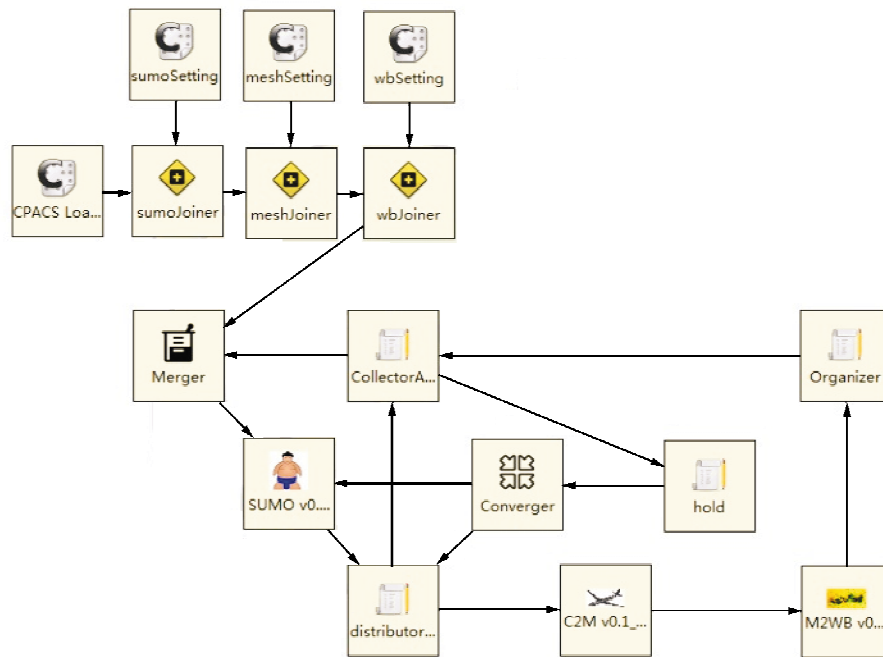 sumoSetting
meshSetting
wbSetting
CPACS Loa...
sumoJoiner
meshJoiner
wbJoiner
Merger
CollectorA...
Organizer
SUMO v0....
Converger
hold
distributor...
C2M v0.1_...
M2WB v0...